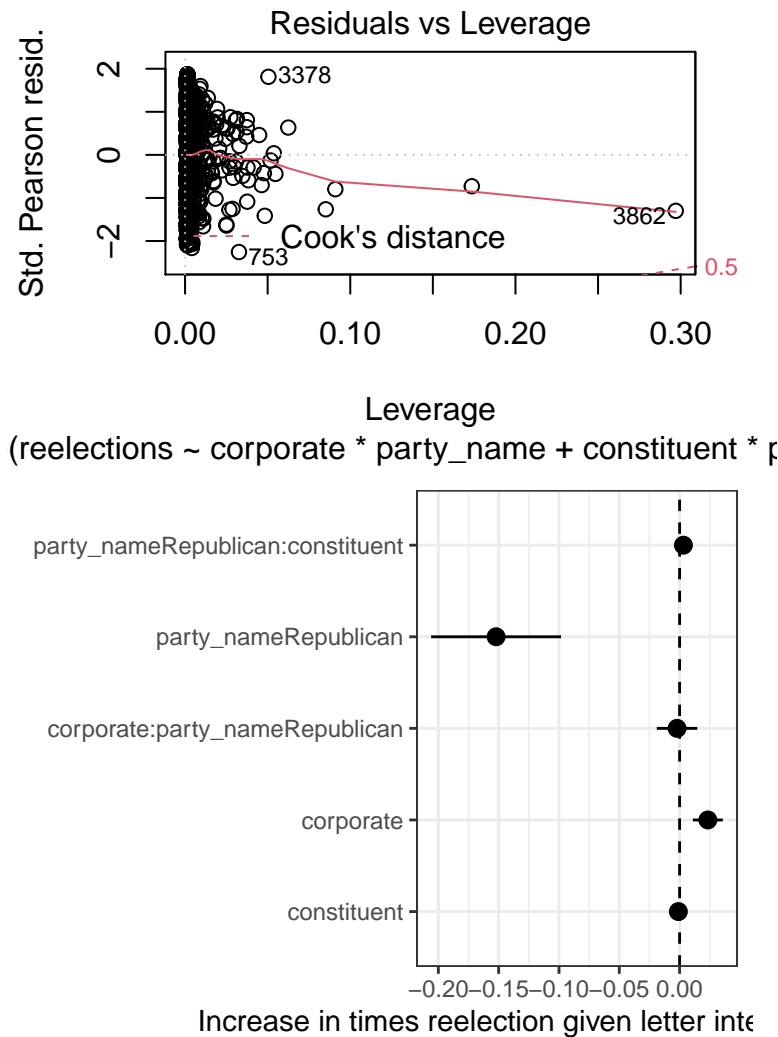 Residuals vs Leverage
Std. Pearson resid.
2
0
−2
3378
3862
Cook's distance
753
0.5
0.00 0.10 0.20 0.30
Leverage
(reelections ~ corporate * party_name + constituent * p
party_nameRepublican:constituent
party_nameRepublican
corporate:party_nameRepublican
corporate
constituent
−0.20−0.15−0.10−0.05 0.00
Increase in times reelection given letter inte